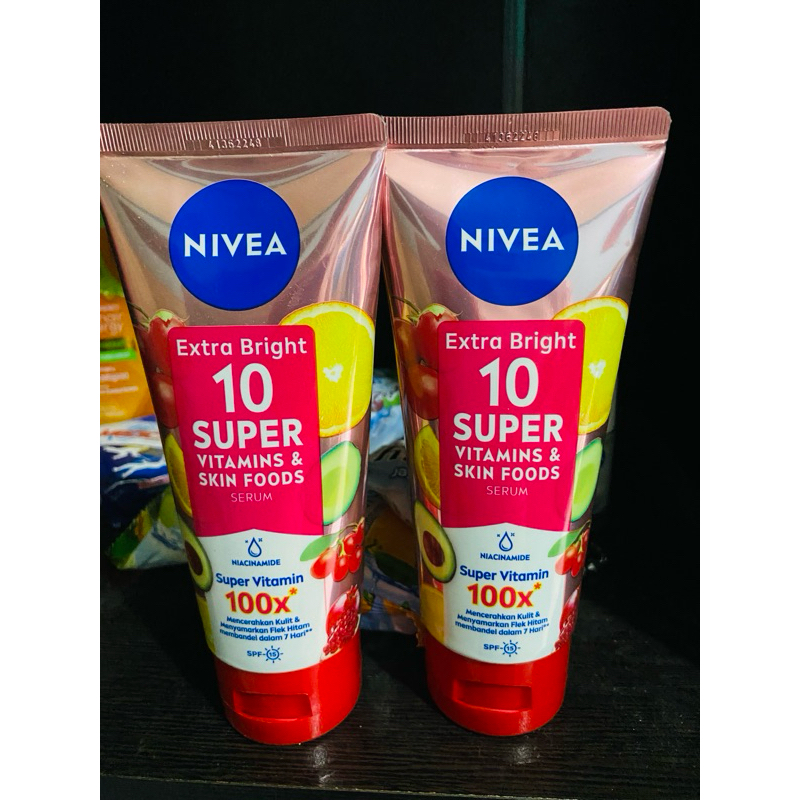 41362248
NIVEA
Extra Bright
10
SUPER
VITAMINS &
SKIN FOODS
SERUM
NIACINAMIDE
Super Vitamin
100x*
Mencerahkan Kulit &
Menyamarkan Flek Hitam
membandel dalam 7 Hari**
SPF-15
41362248
NIVEA
Extra Bright
10
SUPER
VITAMINS &
SKIN FOODS
SERUM
NIACINAMIDE
Super Vitamin
100x*
Mencerahkan Kulit &
Menyamarkan Flek Hitam
membandel dalam 7 Hari**
SPF-15